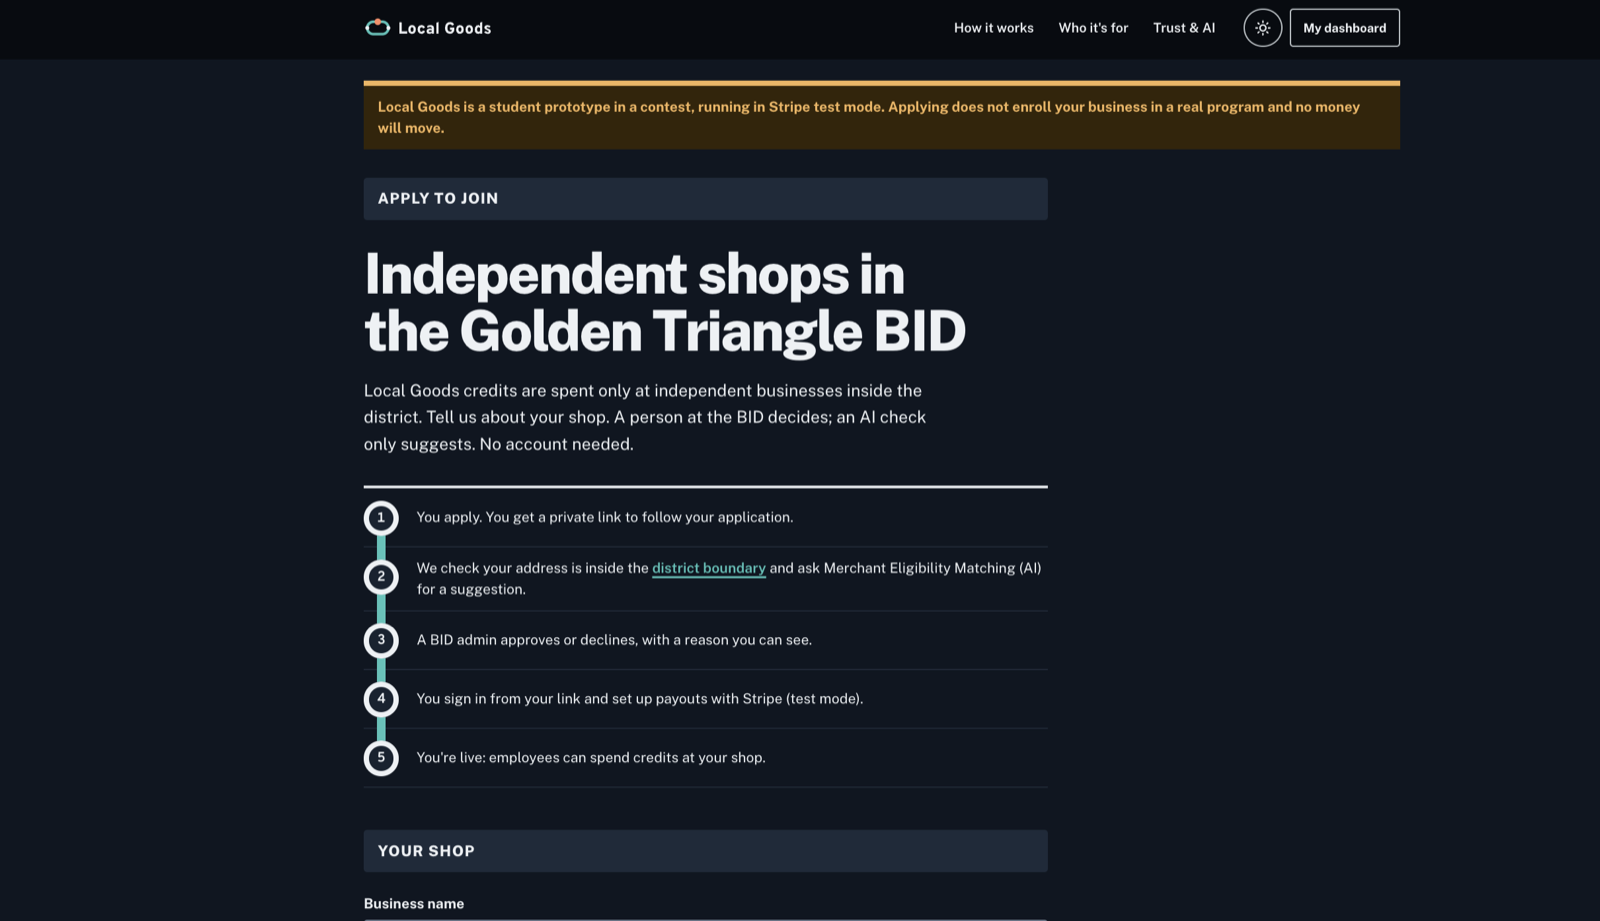 Local Goods
How it works
Who it's for
Trust & AI
My dashboard
Local Goods is a student prototype in a contest, running in Stripe test mode. Applying does not enroll your business in a real program and no money
will move.
APPLY TO JOIN
Independent shops in
the Golden Triangle BID
Local Goods credits are spent only at independent businesses inside the
district. Tell us about your shop. A person at the BID decides; an AI check
only suggests. No account needed.
1
You apply. You get a private link to follow your application.
2
We check your address is inside the district boundary and ask Merchant Eligibility Matching (AI)
for a suggestion.
3
A BID admin approves or declines, with a reason you can see.
4
You sign in from your link and set up payouts with Stripe (test mode).
5
You're live: employees can spend credits at your shop.
YOUR SHOP
Business name